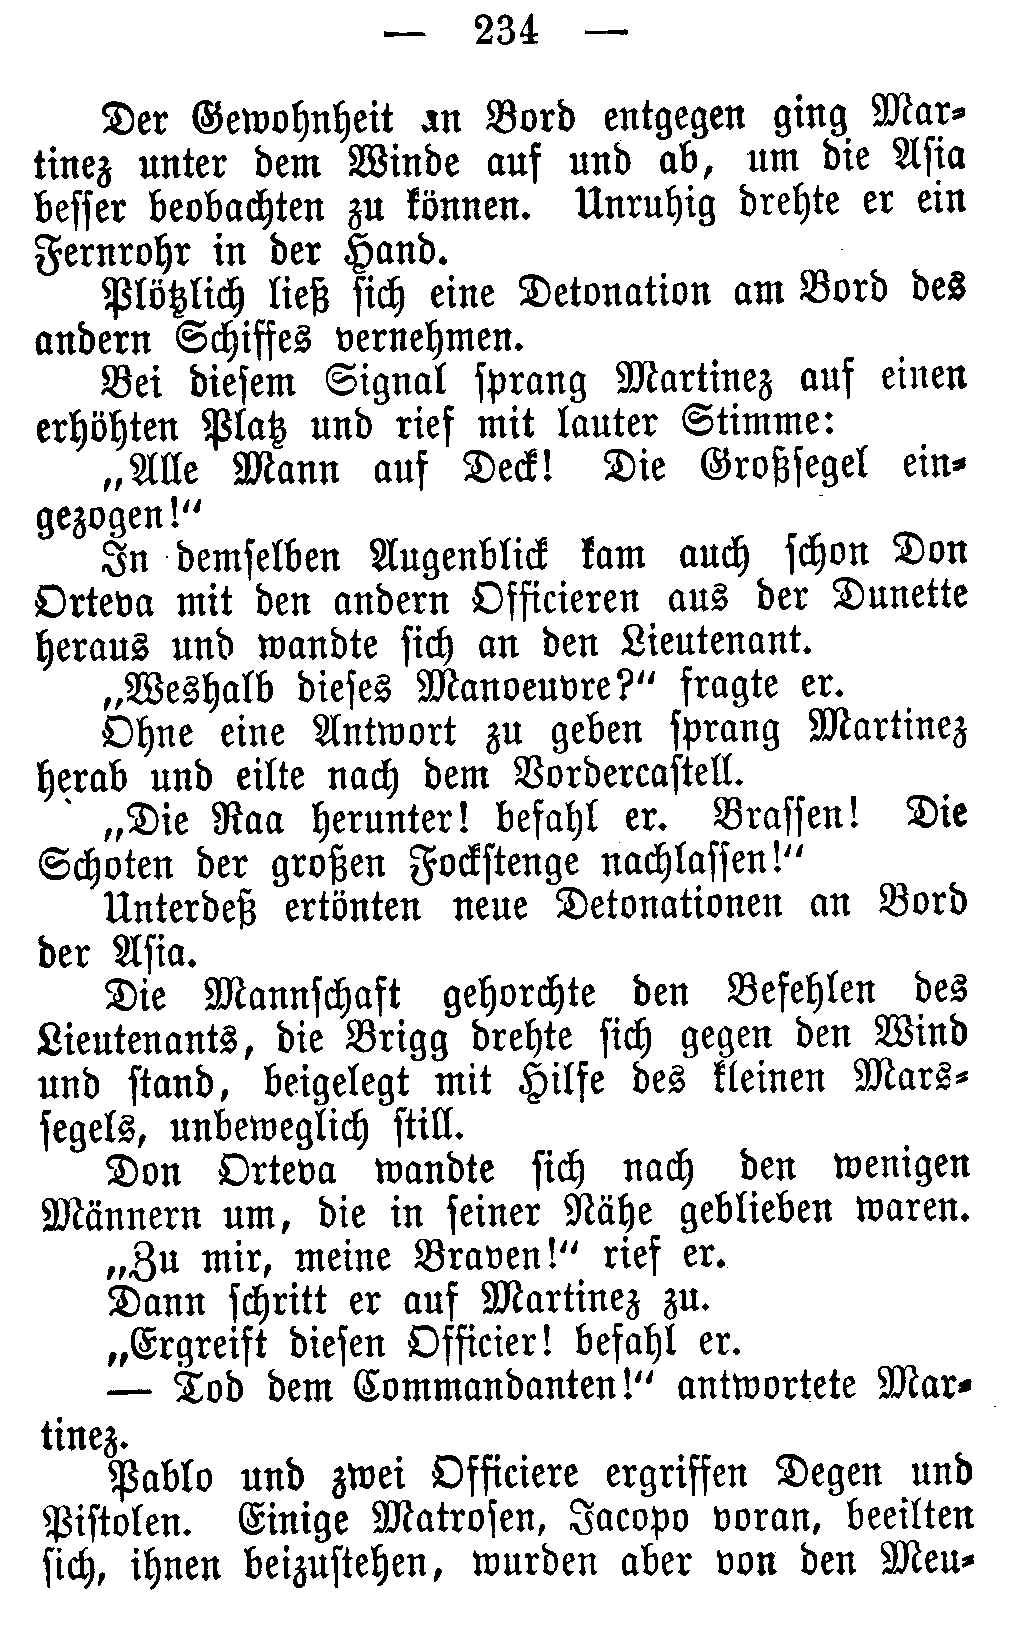 — 234 —
Der Gewohnheit an Bord entgegen ging Mar-
tinez unter dem Winde auf und ab, um die Asia
besser beobachten zu können. Unruhig drehte er ein
Fernrohr in der Hand.
Plötzlich ließ sich eine Detonation am Bord des
andern Schiffes vernehmen.
Bei diesem Signal sprang Martinez auf einen
erhöhten Platz und rief mit lauter Stimme:
„Alle Mann auf Deck! Die Großsegel ein-
gezogen!“
In demselben Augenblick kam auch schon Don
Orteva mit den andern Officieren aus der Dunette
heraus und wandte sich an den Lieutenant.
„Weshalb dieses Manoeuvre?“ fragte er.
Ohne eine Antwort zu geben sprang Martinez
herab und eilte nach dem Vordercastell.
„Die Raa herunter! befahl er. Brassen! Die
Schoten der großen Fockstenge nachlassen!“
Unterdeß ertönten neue Detonationen an Bord
der Asia.
Die Mannschaft gehorchte den Befehlen des
Lieutenants, die Brigg drehte sich gegen den Wind
und stand, beigelegt mit Hilfe des kleinen Mars-
segels, unbeweglich still.
Don Orteva wandte sich nach den wenigen
Männern um, die in seiner Nähe geblieben waren.
„Zu mir, meine Braven!“ rief er.
Dann schritt er auf Martinez zu.
„Ergreift diesen Officier! befahl er.
— Tod dem Commandanten!“ antwortete Mar-
tinez.
Pablo und zwei Officiere ergriffen Degen und
Pistolen. Einige Matrosen, Jacopo voran, beeilten
sich, ihnen beizustehen, wurden aber von den Meu-